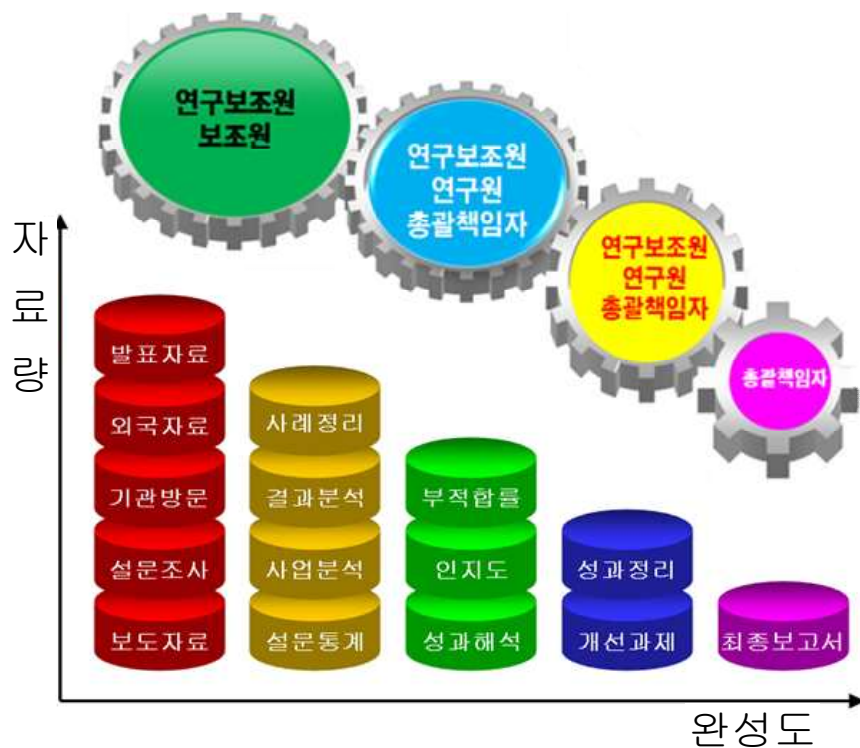 연구보조원
보조원
연구보조원
연구원
총괄책임자
연구보조원
연구원
총괄책임자
총괄책임자
자
료
량
발표자료
외국자료
기관방문
설문조사
보도자료
사례정리
결과분석
사업분석
설문통계
부적합률
인지도
성과해석
성과정리
개선과제
최종보고서
완성도